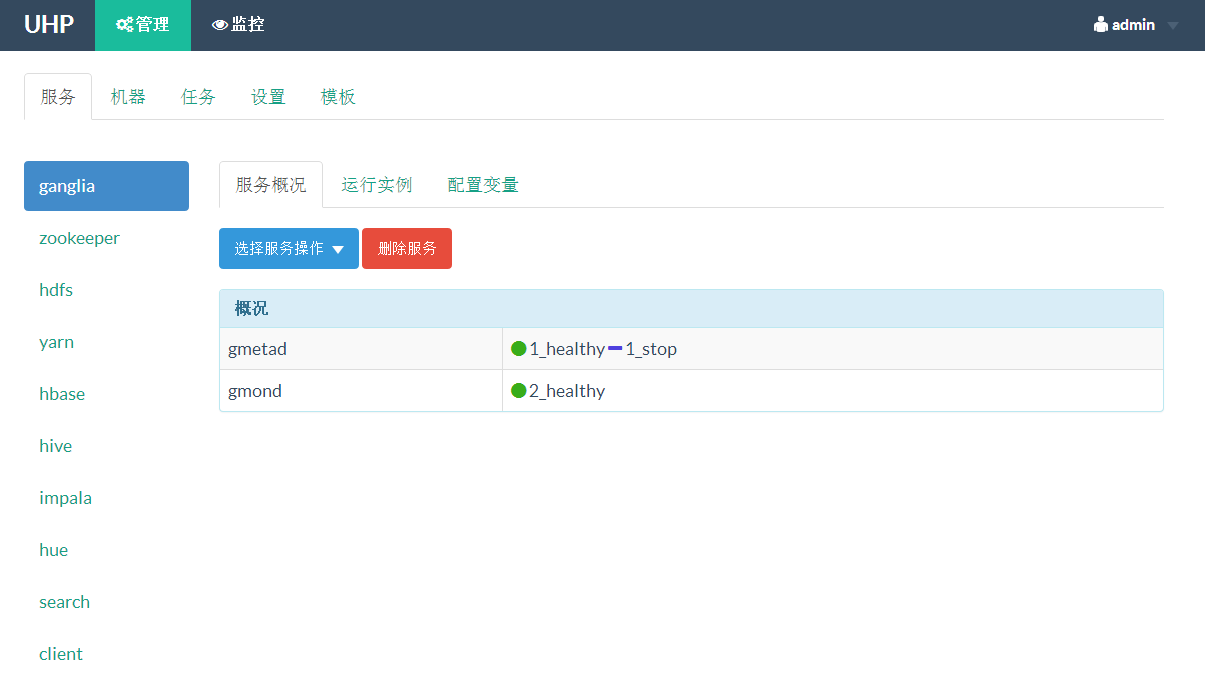 UHP 管理 监控 admin
服务 机器 任务 设置 模板
ganglia
zookeeper
hdfs
yarn
hbase
hive
impala
hue
search
client
服务概况 运行实例 配置变量
选择服务操作 删除服务
概况
gmetad 1_healthy 1_stop
gmond 2_healthy